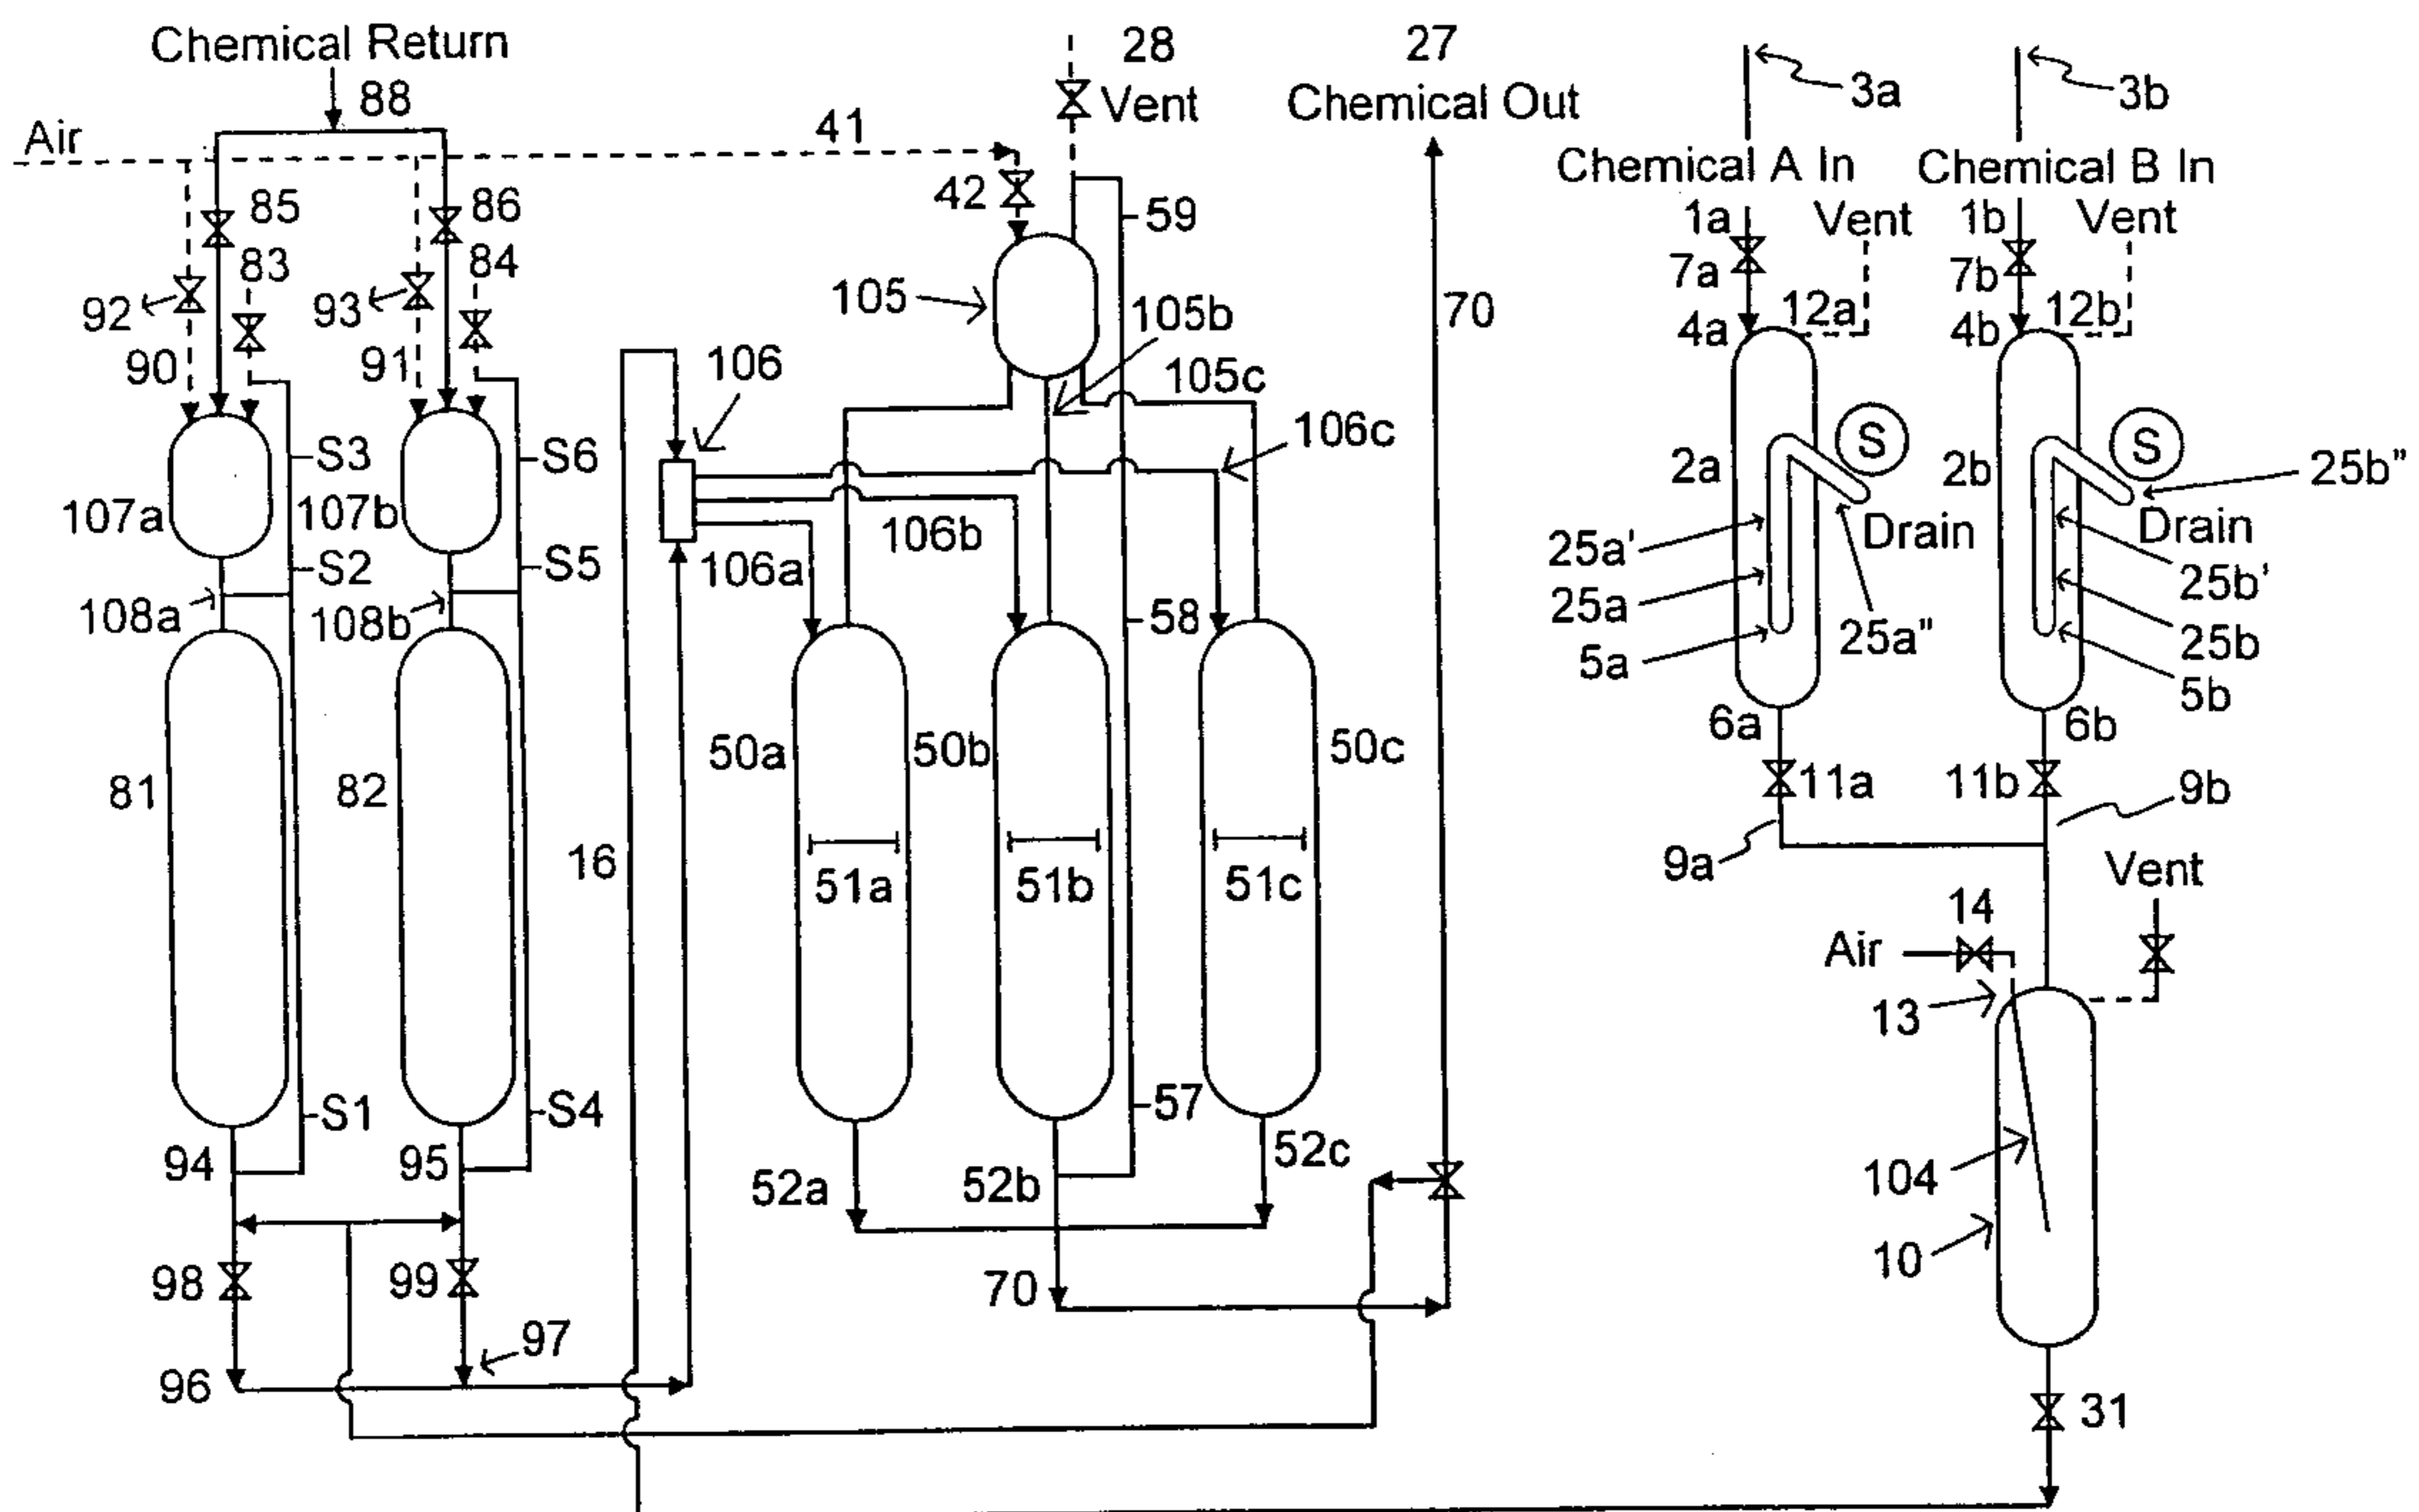 Chemical Return
88
Air
41
28
Vent
27
Chemical Out
3a
3b
Chemical A In
Chemical B In
85
86
42
59
1a
Vent
1b
Vent
83
84
7a
7b
92
93
105
105b
70
4a
12a
4b
12b
90
91
106
105c
106c
S
S
S3
S6
2a
2b
25b"
107a
107b
106b
Drain
Drain
S2
S5
106a
25a'
25b'
108a
108b
58
25a
25a"
25b
5a
5b
6a
6b
50a
50b
50c
81
82
11a
11b
9b
16
51a
51b
51c
9a
Vent
14
Air
13
S1
S4
57
94
95
52a
52b
52c
104
98
99
70
10
97
96
31